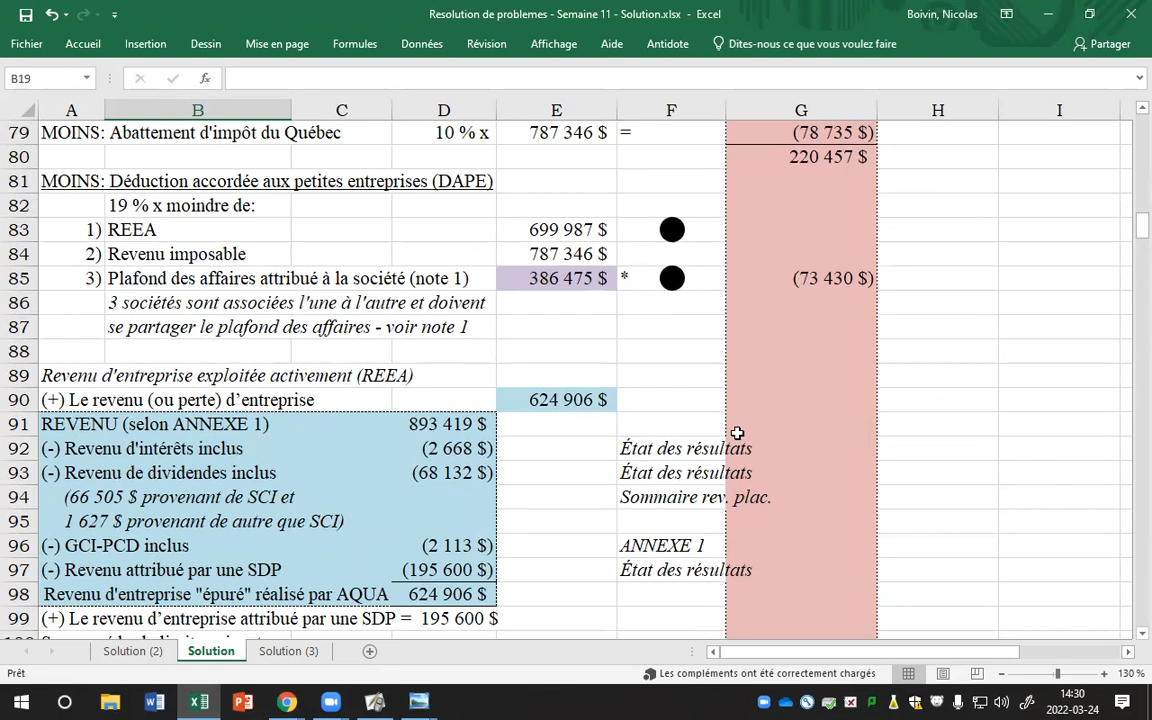 Resolution de problemes - Semaine 11 - Solution.xlsx - Excel
Boivin, Nicolas
Fichier Accueil Insertion Dessin Mise en page Formules Données Révision Affichage Aide Antidote Dites-nous ce que vous voulez faire Partager
B19 fx
A B C D E F G H I
79 MOINS: Abattement d'impôt du Québec 10 % x 787 346 $ = (78 735 $)
80 220 457 $
81 MOINS: Déduction accordée aux petites entreprises (DAPE)
82 19 % x moindre de:
83 1) REEA 699 987 $
84 2) Revenu imposable 787 346 $
85 3) Plafond des affaires attribué à la société (note 1) 386 475 $ * (73 430 $)
86 3 sociétés sont associées l'une à l'autre et doivent
87 se partager le plafond des affaires - voir note 1
88
89 Revenu d'entreprise exploitée activement (REEA)
90 (+) Le revenu (ou perte) d’entreprise 624 906 $
91 REVENU (selon ANNEXE 1) 893 419 $
92 (-) Revenu d'intérêts inclus (2 668 $) État des résultats
93 (-) Revenu de dividendes inclus (68 132 $) État des résultats
94 (66 505 $ provenant de SCI et Sommaire rev. plac.
95 1 627 $ provenant de autre que SCI)
96 (-) GCI-PCD inclus (2 113 $) ANNEXE 1
97 (-) Revenu attribué par une SDP (195 600 $) État des résultats
98 Revenu d'entreprise "épuré" réalisé par AQUA 624 906 $
99 (+) Le revenu d’entreprise attribué par une SDP = 195 600 $
Solution (2) Solution Solution (3)
Prêt Les compléments ont été correctement chargés 130 %
14:30
2022-03-24